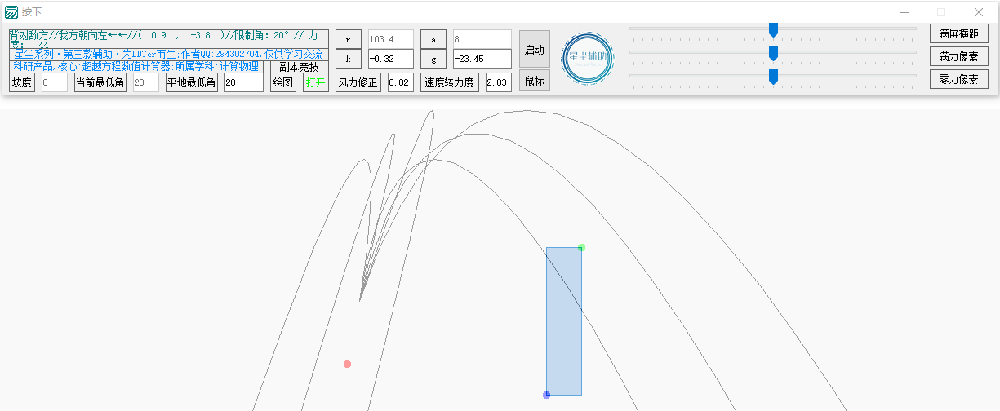 按下
背对敌方//我方朝向左←←//( 0.9 , -3.8 )//限制角: 20° // 力
度: 44
星尘系列·第三款辅助·为DDTer而生;作者QQ:294302704,仅供学习交流
科研产品,核心:超越方程数值计算器;所属学科:计算物理
副本竞技
坡度 0 当前最低角 20 平地最低角 20 绘图 打开
r 103.4 a 8
k -0.32 g -23.45
风力修正 0.82 速度转力度 2.83
启动
鼠标
星尘辅助
满屏横距
满力像素
零力像素